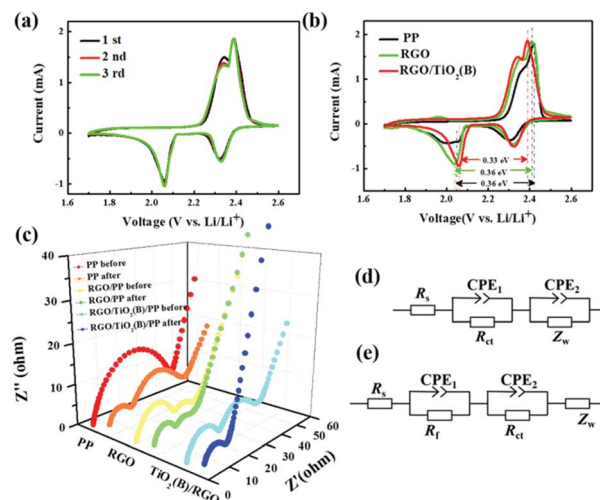 (a)
1 st
2 nd
3 rd
Current (mA)
2
1
0
-1
1.6 1.8 2.0 2.2 2.4 2.6
Voltage (V vs. Li/Li+)
(b)
PP
RGO
RGO/TiO2(B)
Current (mA)
2
1
0
-1
0.33 eV
0.36 eV
0.36 eV
1.6 1.8 2.0 2.2 2.4 2.6
Voltage(V vs. Li/Li+)
(c)
PP before
PP after
RGO/PP before
RGO/PP after
RGO/TiO2(B)/PP before
RGO/TiO2(B)/PP after
Z'' (ohm)
40
30
20
10
0
PP
RGO
TiO2(B)/RGO
0 10 20 30 40 50 60
Z'(ohm)
(d)
Rs
CPE1
CPE2
Rct
Zw
(e)
Rs
CPE1
CPE2
Rf
Rct
Zw